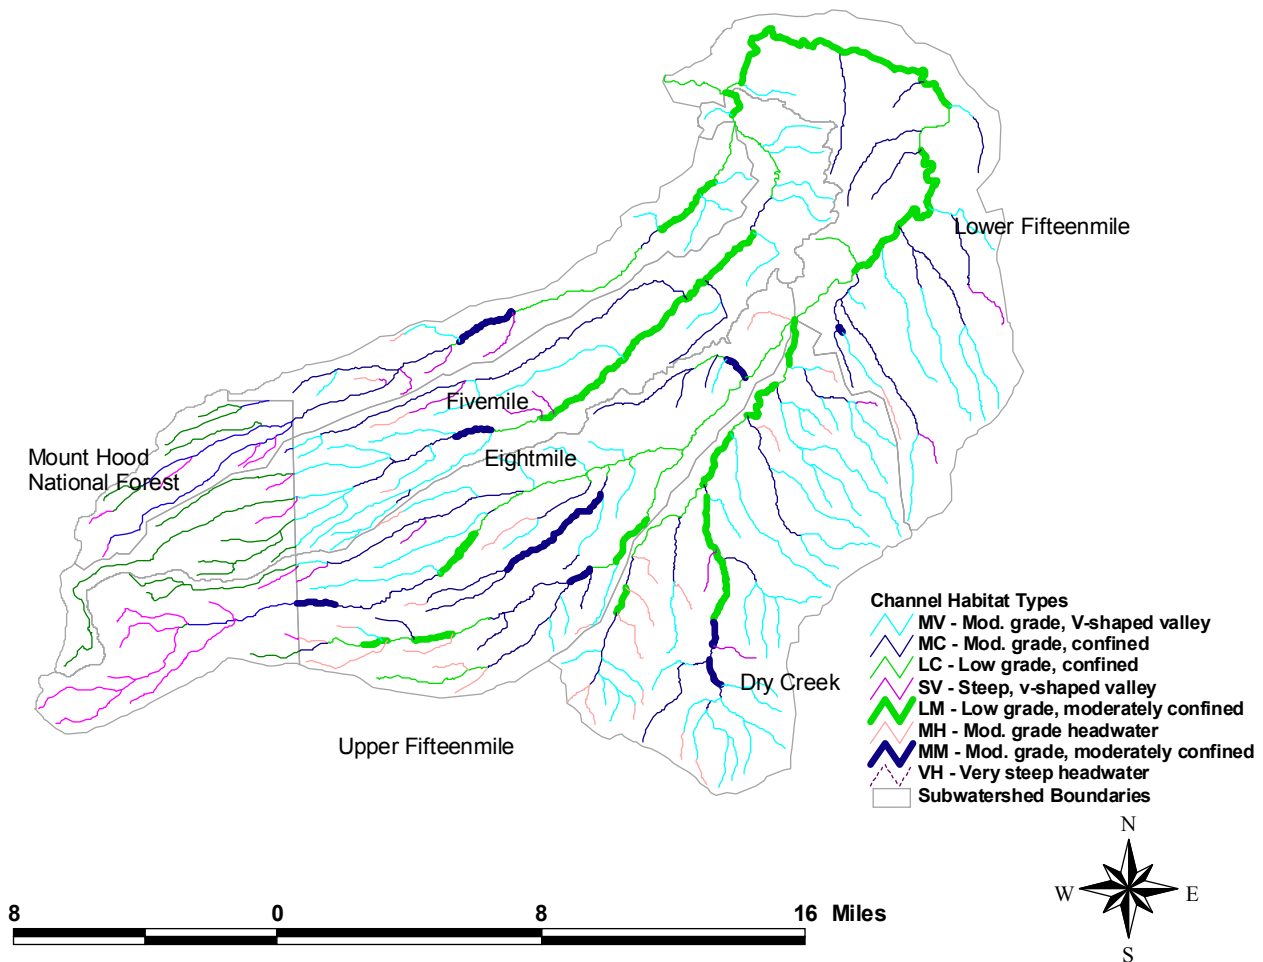 Lower Fifteenmile
Fivemile
Eightmile
Mount Hood
National Forest
Dry Creek
Upper Fifteenmile
Channel Habitat Types
MV - Mod. grade, V-shaped valley
MC - Mod. grade, confined
LC - Low grade, confined
SV - Steep, v-shaped valley
LM - Low grade, moderately confined
MH - Mod. grade headwater
MM - Mod. grade, moderately confined
VH - Very steep headwater
Subwatershed Boundaries
N
W E
S
8 0 8 16 Miles